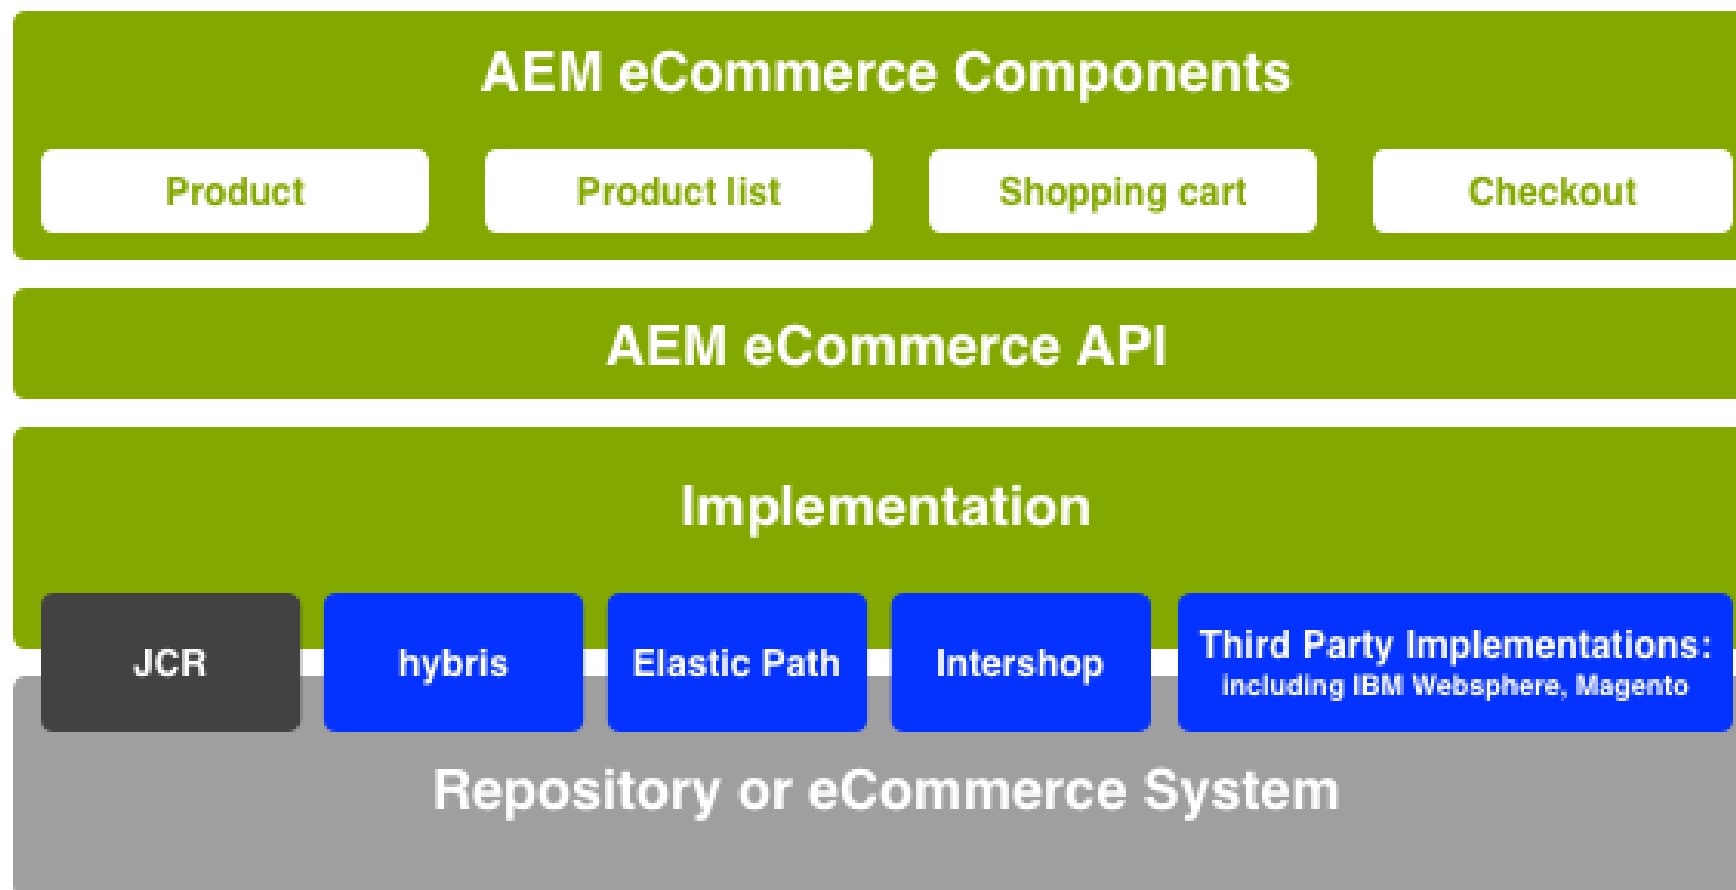 AEM eCommerce Components
Product
Product list
Shopping cart
Checkout
AEM eCommerce API
Implementation
JCR
hybris
Elastic Path
Intershop
Third Party Implementations:
including IBM Websphere, Magento
Repository or eCommerce System